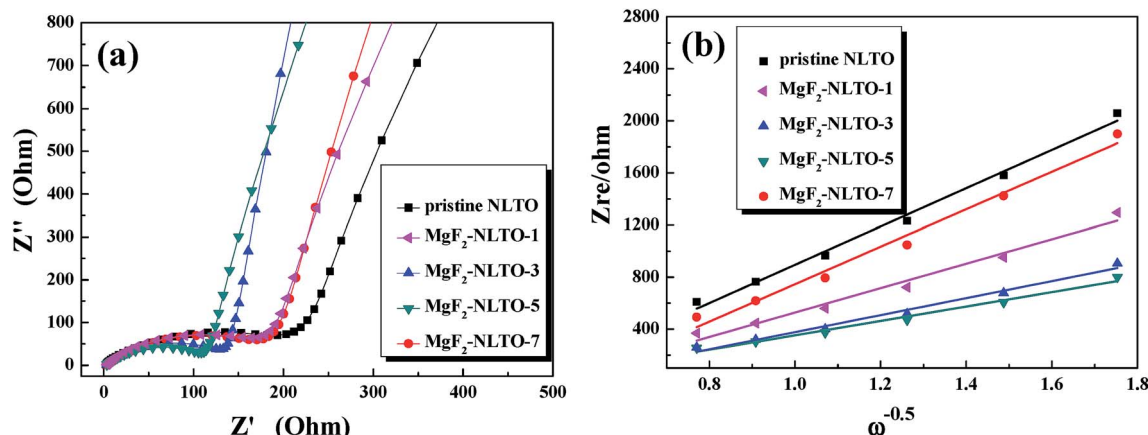 (a)
800
700
600
500
400
300
200
100
0
Z'' (Ohm)
0 100 200 300 400 500
Z' (Ohm)
pristine NLTO
MgF₂-NLTO-1
MgF₂-NLTO-3
MgF₂-NLTO-5
MgF₂-NLTO-7
(b)
2800
2400
2000
1600
1200
800
400
Zre/ohm
0.8 1.0 1.2 1.4 1.6 1.8
ω⁻⁰·⁵
pristine NLTO
MgF₂-NLTO-1
MgF₂-NLTO-3
MgF₂-NLTO-5
MgF₂-NLTO-7